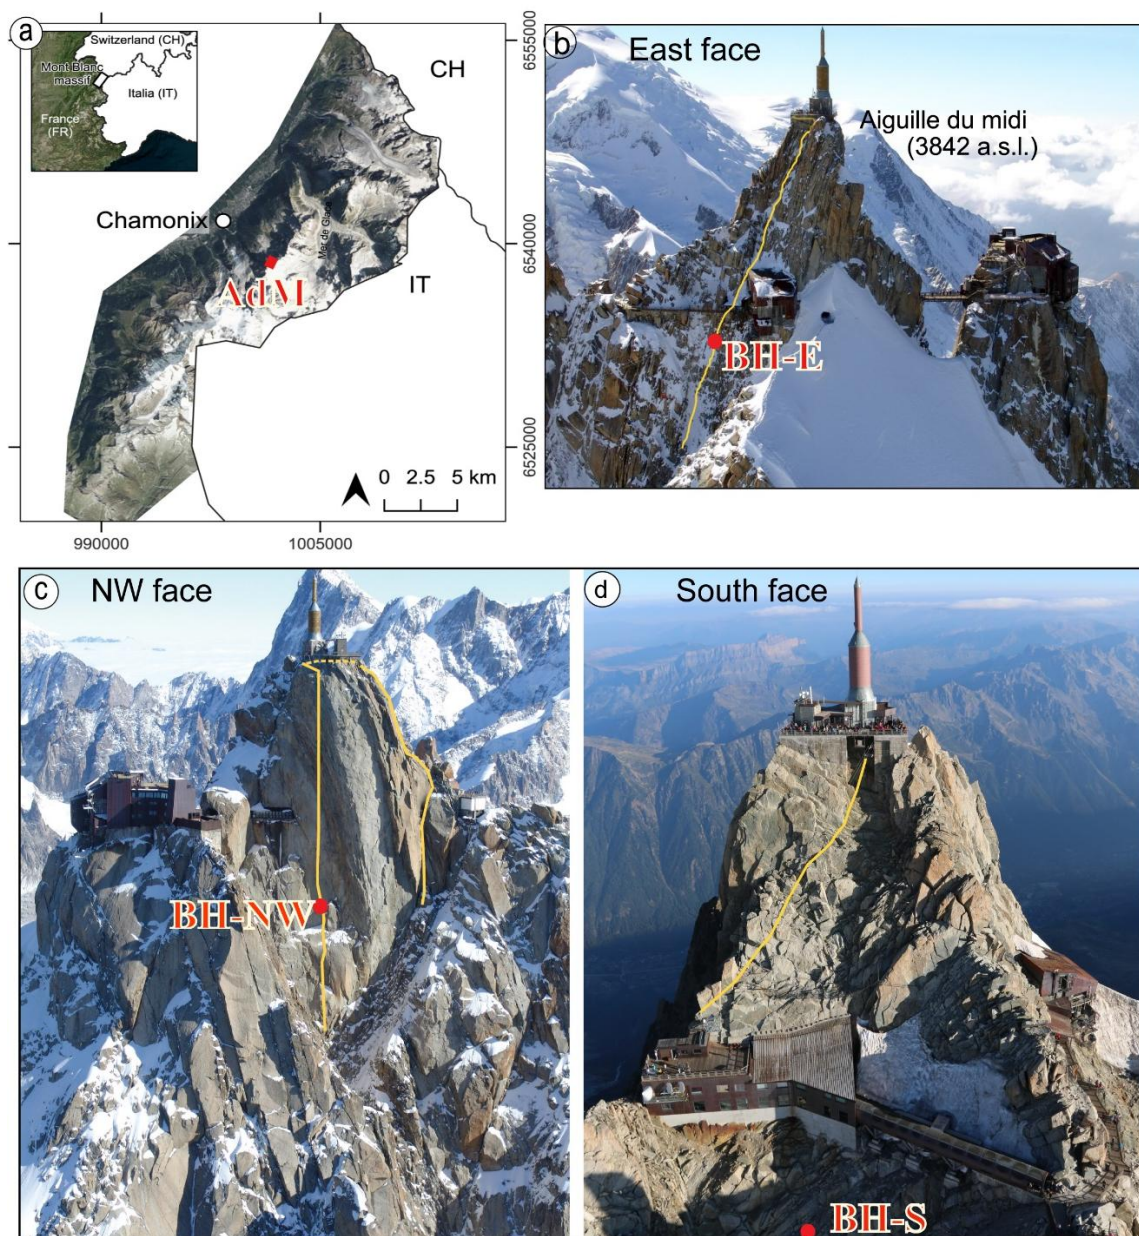 a
Switzerland (CH)
Mont Blanc
massif
Italia (IT)
France
(FR)
CH
Chamonix
Mer de Glace
AdM
IT
0 2.5 5 km
990000
1005000
6555000
6540000
6525000
b
East face
Aiguille du midi
(3842 a.s.l.)
BH-E
c
NW face
BH-NW
d
South face
BH-S